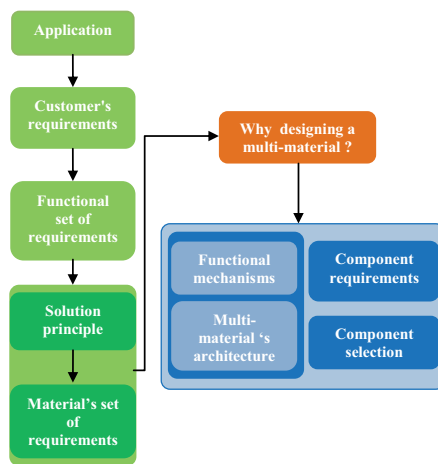 Application
Customer's
requirements
Functional
set of
requirements
Solution
principle
Material's set
of
requirements
Why designing a
multi-material ?
Functional
mechanisms
Multi-
material ‘s
architecture
Component
requirements
Component
selection